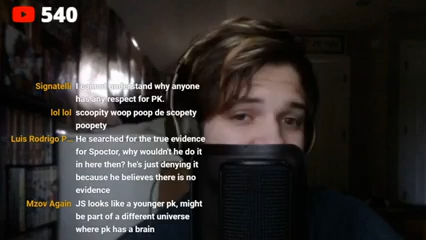 540
Signatell I cannot understand why anyone
has any respect for PK.
lol lol scoopity woop poop de scopety
poopety
Luis Rodrigo P... He searched for the true evidence
for Spoctor, why wouldn't he do it
in here then? he's just denying it
because he believes there is no
evidence
Mzov Again JS looks like a younger pk, might
be part of a different universe
where pk has a brain